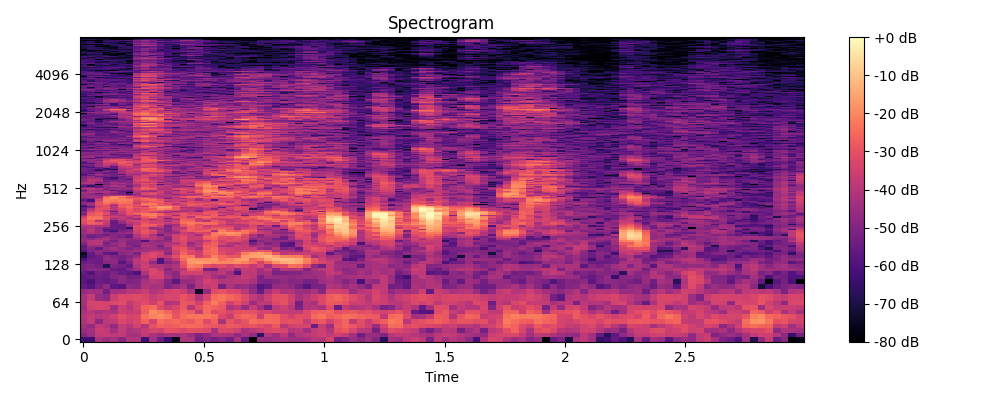 Spectrogram
Hz
4096
2048
1024
512
256
128
64
0
0 0.5 1 1.5 2 2.5
Time
+0 dB
-10 dB
-20 dB
-30 dB
-40 dB
-50 dB
-60 dB
-70 dB
-80 dB